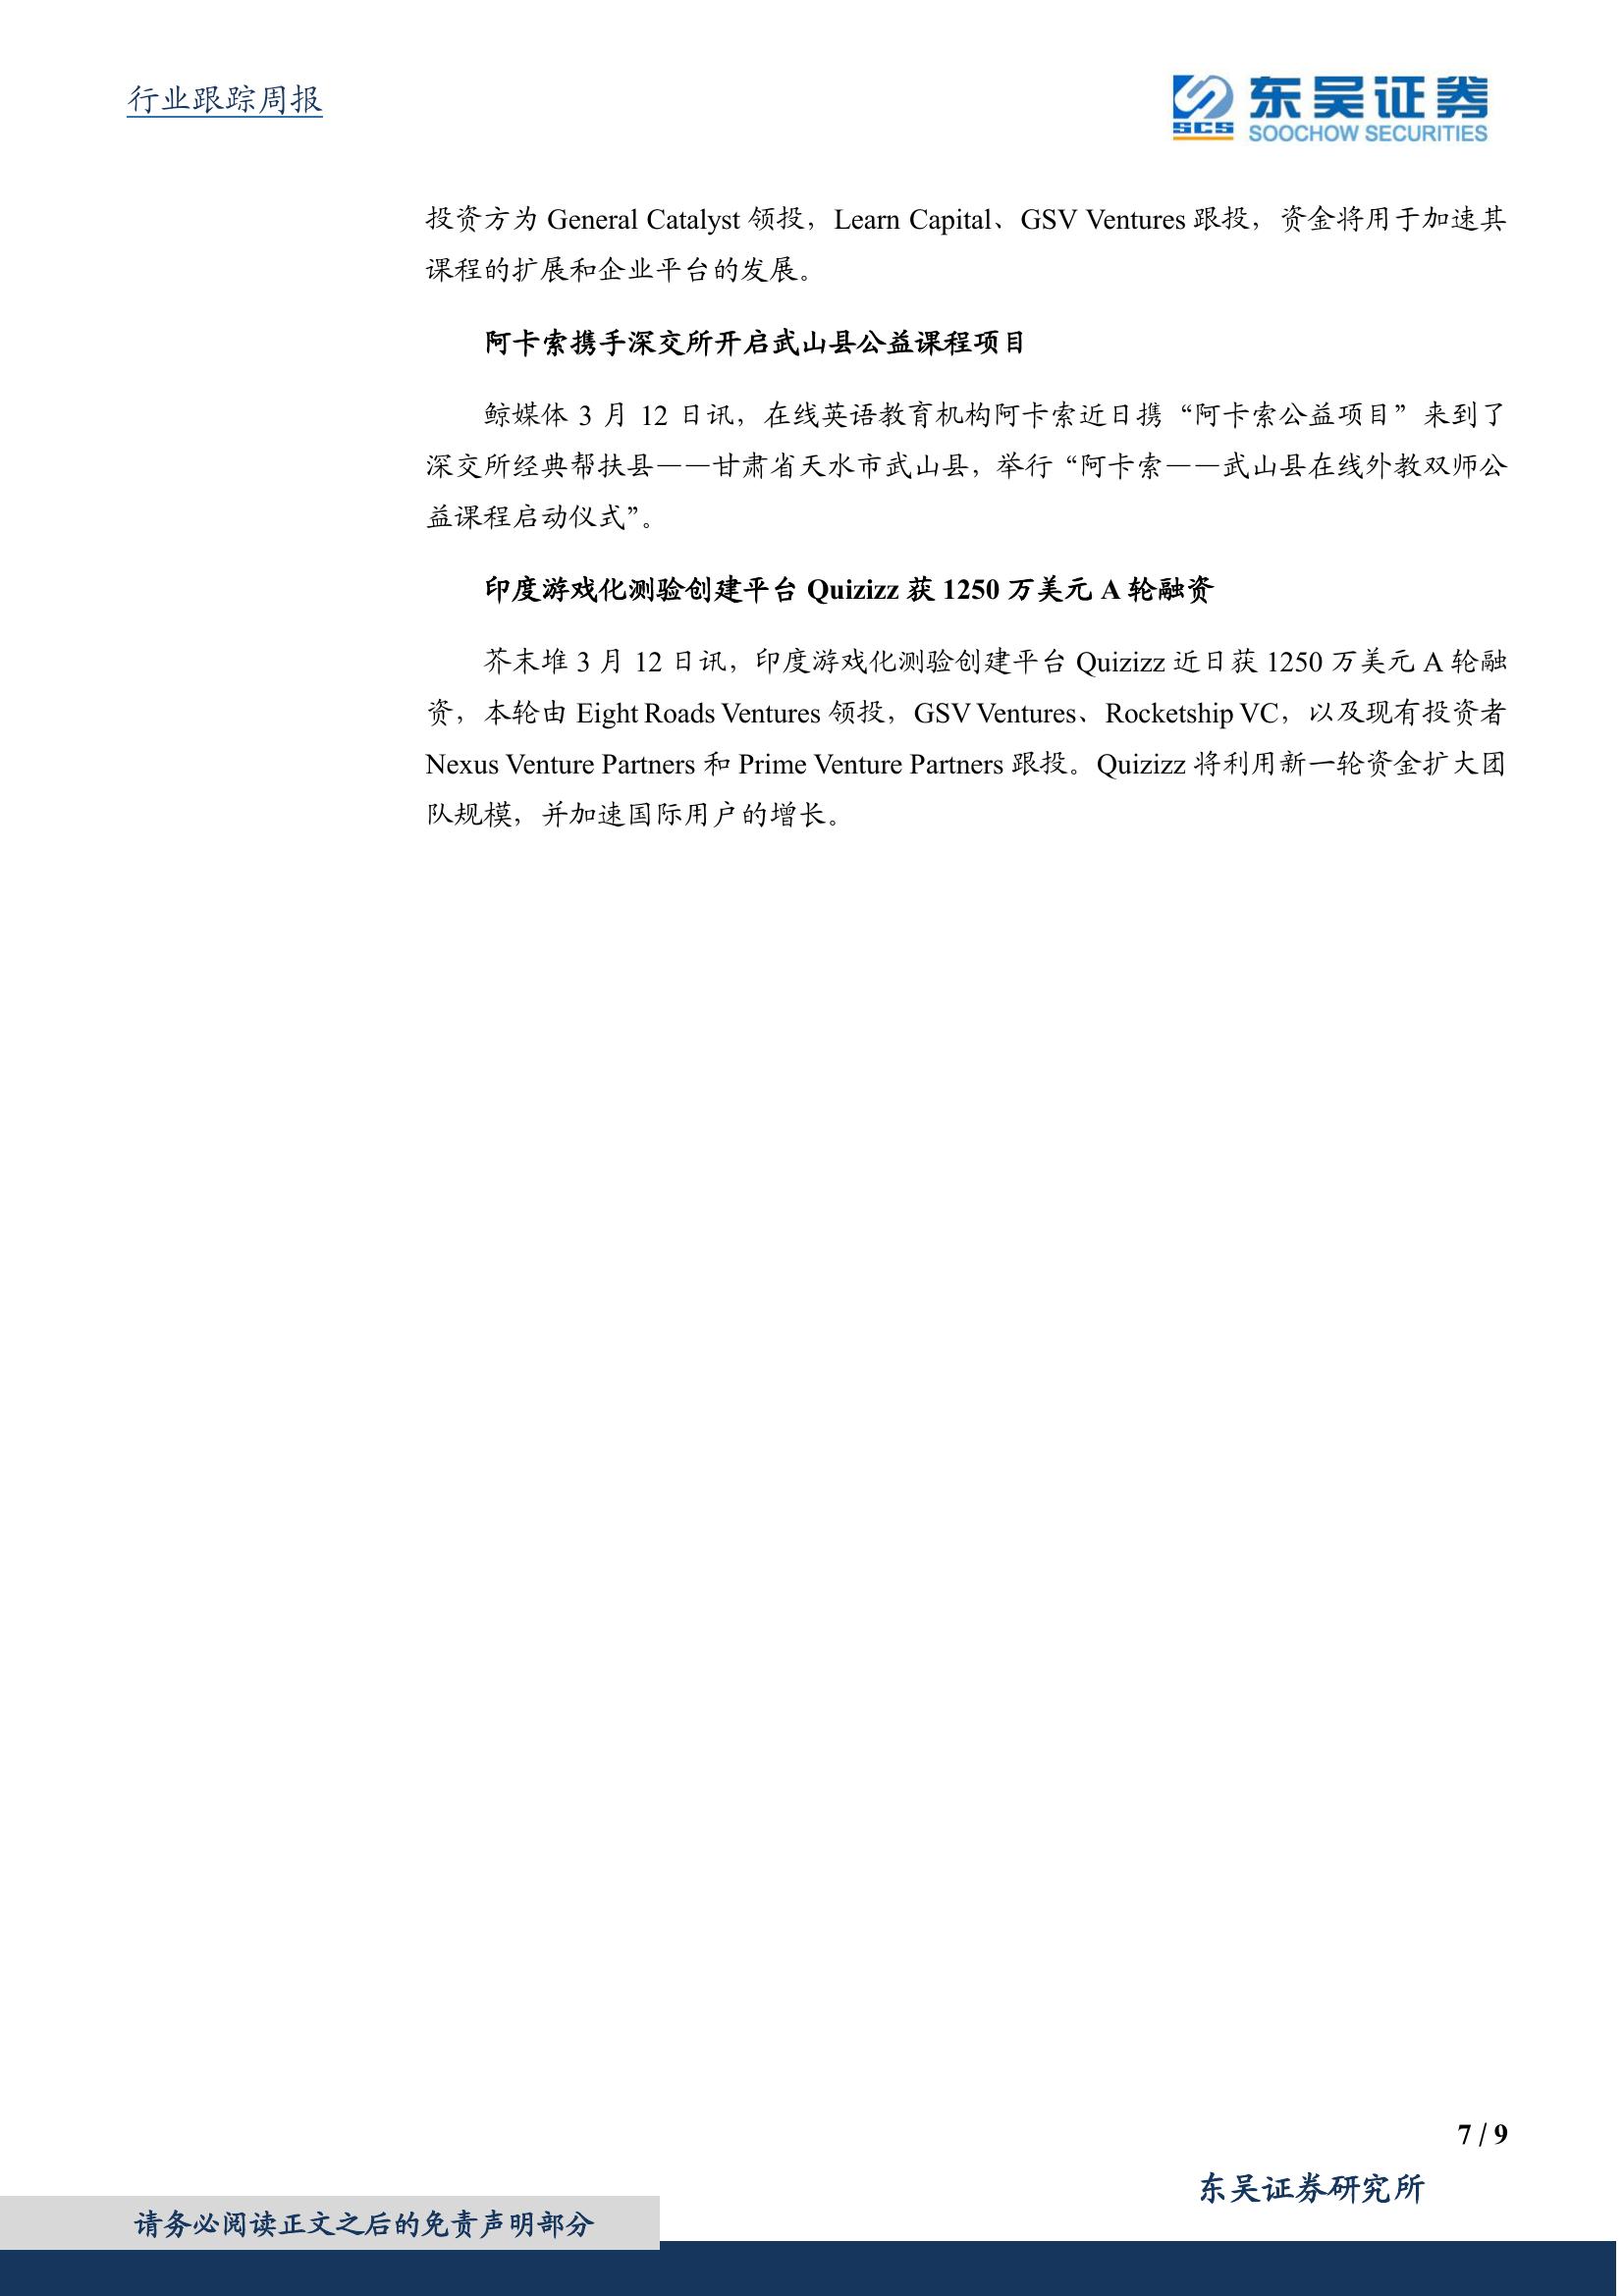 行业跟踪周报
SCS 东吴证券
SOOCHOW SECURITIES
投资方为 General Catalyst 领投，Learn Capital、GSV Ventures 跟投，资金将用于加速其
课程的扩展和企业平台的发展。
阿卡索携手深交所开启武山县公益课程项目
鲸媒体 3 月 12 日讯，在线英语教育机构阿卡索近日携“阿卡索公益项目”来到了
深交所经典帮扶县——甘肃省天水市武山县，举行“阿卡索——武山县在线外教双师公
益课程启动仪式”。
印度游戏化测验创建平台 Quizizz 获 1250 万美元 A 轮融资
芥末堆 3 月 12 日讯，印度游戏化测验创建平台 Quizizz 近日获 1250 万美元 A 轮融
资，本轮由 Eight Roads Ventures 领投，GSV Ventures、Rocketship VC，以及现有投资者
Nexus Venture Partners 和 Prime Venture Partners 跟投。Quizizz 将利用新一轮资金扩大团
队规模，并加速国际用户的增长。
7 / 9
东吴证券研究所
请务必阅读正文之后的免责声明部分